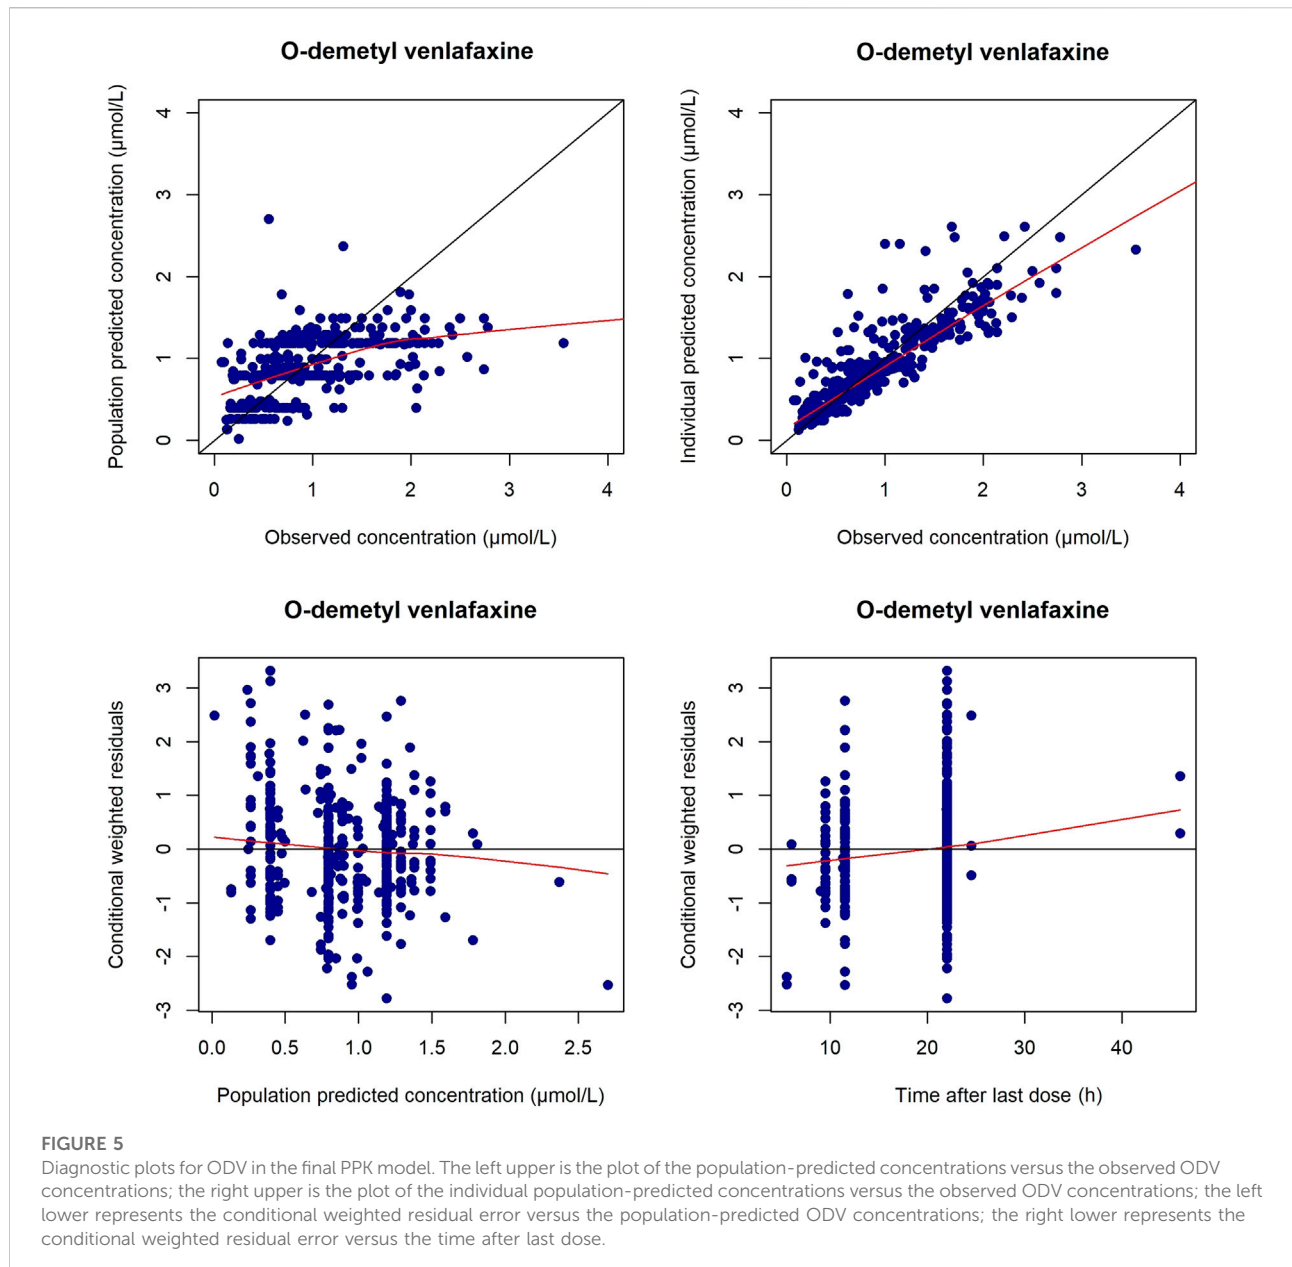 O-demetyl venlafaxine
Population predicted concentration (µmol/L)
4
3
2
1
0
0 1 2 3 4
Observed concentration (µmol/L)
O-demetyl venlafaxine
Individual predicted concentration (µmol/L)
4
3
2
1
0
0 1 2 3 4
Observed concentration (µmol/L)
O-demetyl venlafaxine
Conditional weighted residuals
3
2
1
0
-1
-2
-3
0.0 0.5 1.0 1.5 2.0 2.5
Population predicted concentration (µmol/L)
O-demetyl venlafaxine
Conditional weighted residuals
3
2
1
0
-1
-2
-3
10 20 30 40
Time after last dose (h)
FIGURE 5
Diagnostic plots for ODV in the final PPK model. The left upper is the plot of the population-predicted concentrations versus the observed ODV
concentrations; the right upper is the plot of the individual population-predicted concentrations versus the observed ODV concentrations; the left
lower represents the conditional weighted residual error versus the population-predicted ODV concentrations; the right lower represents the
conditional weighted residual error versus the time after last dose.